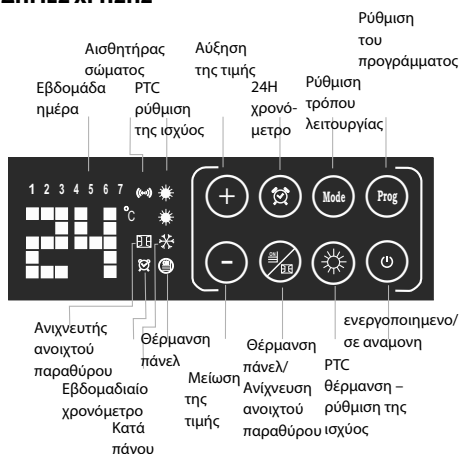 Ρύθμιση
του
προγράμματος
Αισθητήρας
σώματος
Αύξηση
της τιμής
Εβδομάδα
ημέρα
PTC
ρύθμιση
της ισχύος
24H
χρονό-
μετρο
Ρύθμιση
τρόπου
λειτουργίας
1 2 3 4 5 6 7
24
°C
+
Mode
Prog
-
Ανιχνευτής
ανοιχτού
παραθύρου
Θέρμανση
πάνελ
Εβδομαδιαίο
χρονόμετρο
Κατά
πάνου
Μείωση
της
τιμής
Θέρμανση
πάνελ/
Ανίχνευση
ανοιχτού
παραθύρου
PTC
θέρμανση –
ρύθμιση της
ισχύος
ενεργοποιημενο/
σε αναμονη